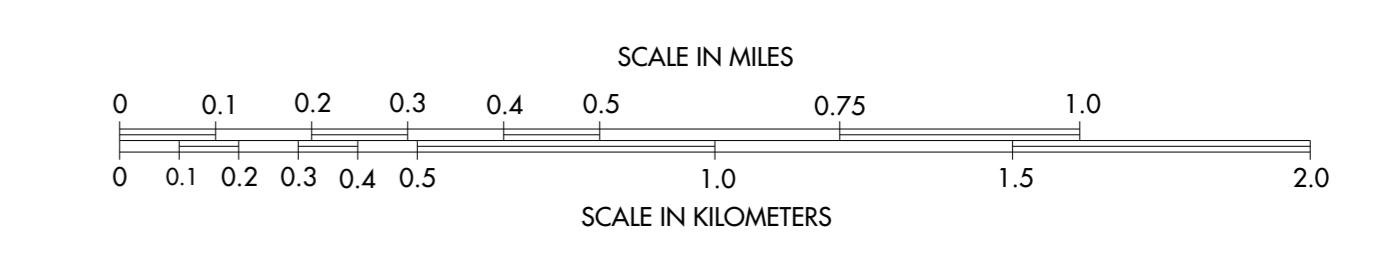 SCALE IN MILES
0 0.1 0.2 0.3 0.4 0.5 0.75 1.0
0 0.1 0.2 0.3 0.4 0.5 1.0 1.5 2.0
SCALE IN KILOMETERS